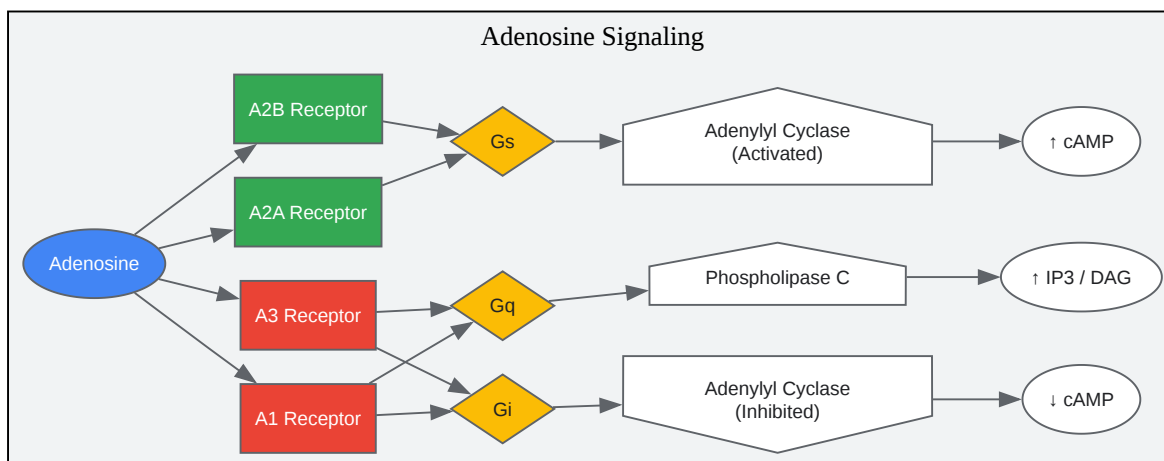 Adenosine Signaling
A2B Receptor
Gs
Adenylyl Cyclase
(Activated)
↑ cAMP
A2A Receptor
Adenosine
A3 Receptor
Gq
Phospholipase C
↑ IP3 / DAG
A1 Receptor
Gi
Adenylyl Cyclase
(Inhibited)
↓ cAMP